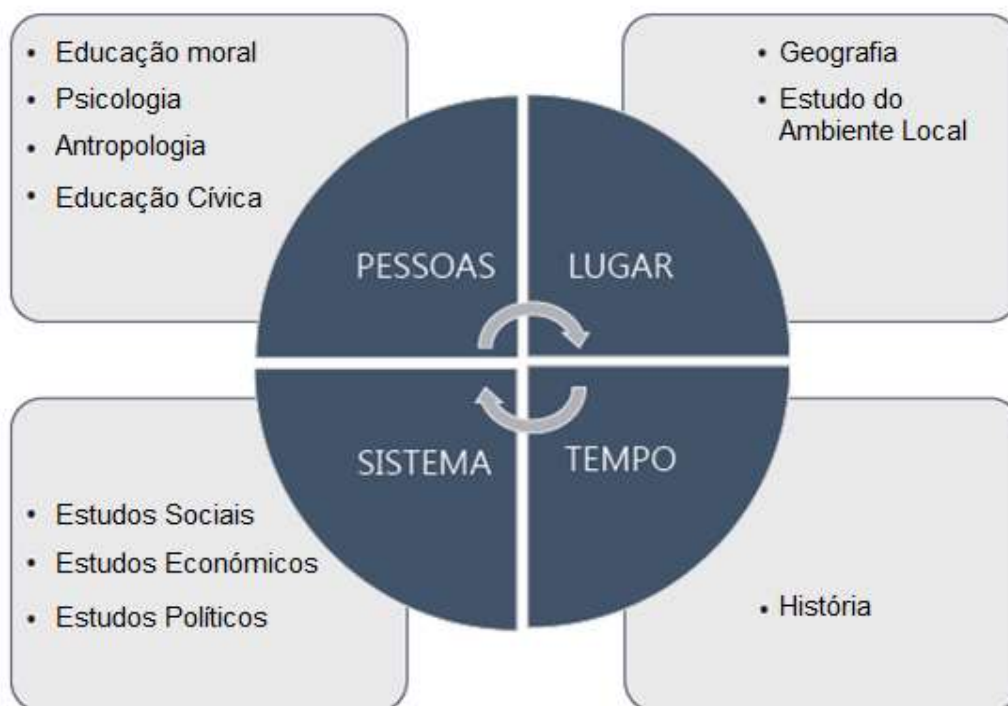 • Educação moral
• Psicologia
• Antropologia
• Educação Cívica
• Geografia
• Estudo do
Ambiente Local
PESSOAS
LUGAR
SISTEMA
TEMPO
• Estudos Sociais
• Estudos Económicos
• Estudos Políticos
• História